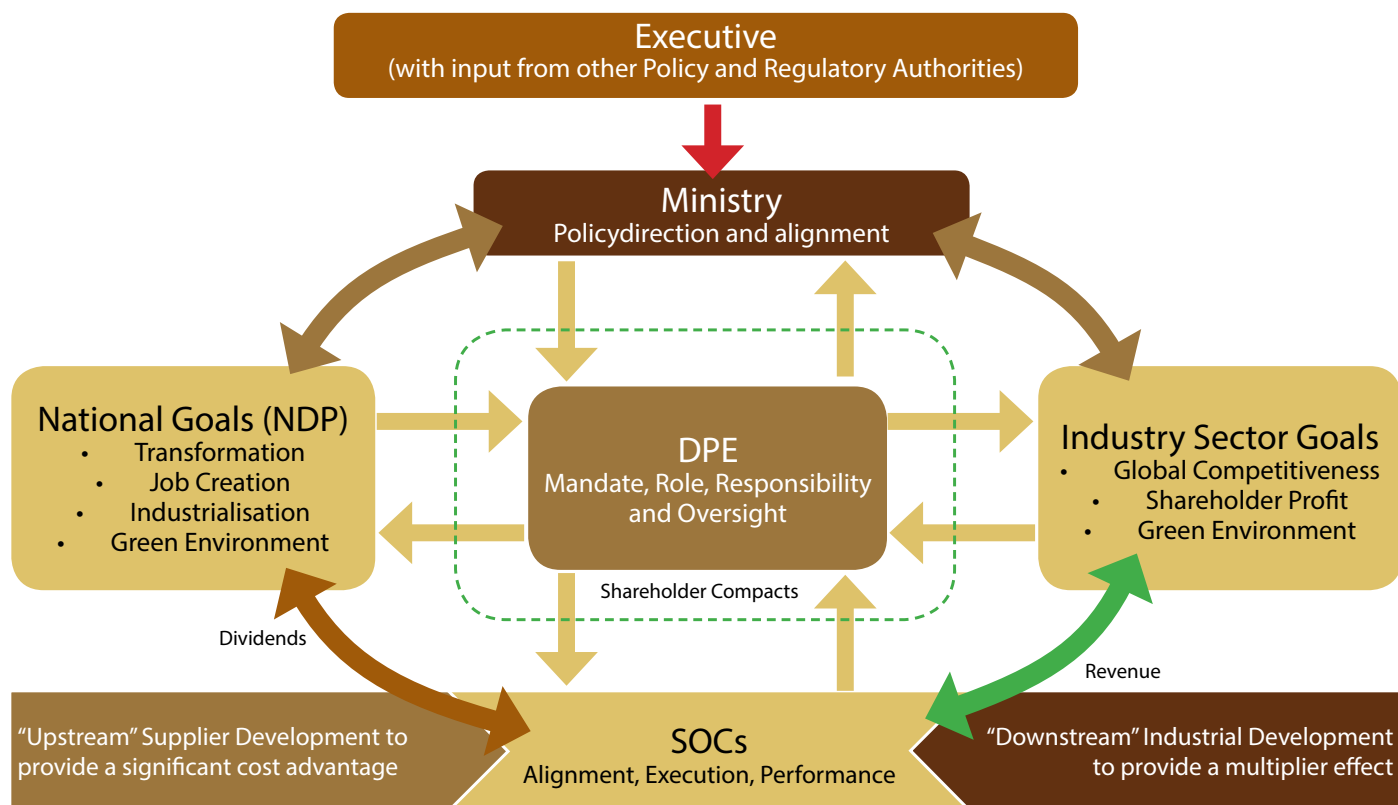 Executive
(with input from other Policy and Regulatory Authorities)
Ministry
Policydirection and alignment
National Goals (NDP)
• Transformation
• Job Creation
• Industrialisation
• Green Environment
DPE
Mandate, Role, Responsibility
and Oversight
Shareholder Compacts
Industry Sector Goals
• Global Competitiveness
• Shareholder Profit
• Green Environment
Dividends
Revenue
“Upstream” Supplier Development to
provide a significant cost advantage
SOCs
Alignment, Execution, Performance
“Downstream” Industrial Development
to provide a multiplier effect